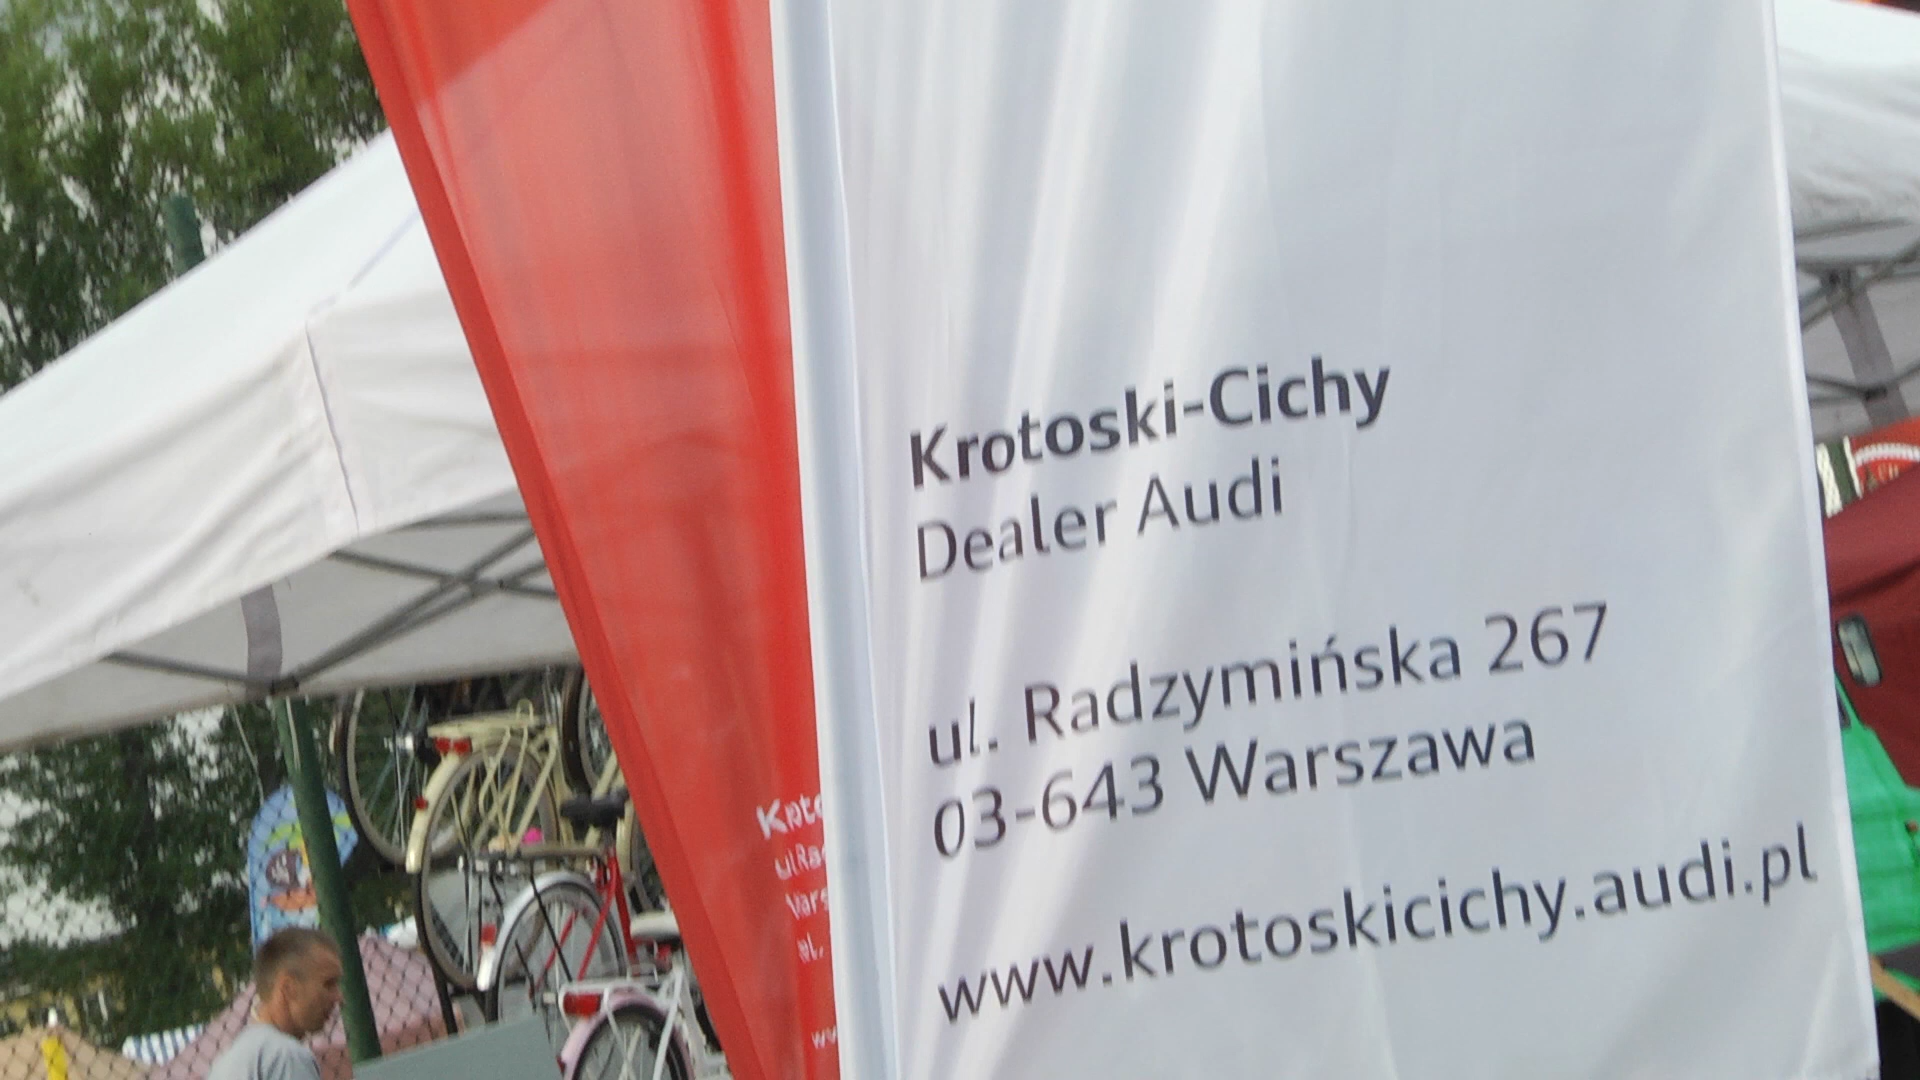 Krotoski-Cichy
Dealer Audi
ul. Radzymińska 267
03-643 Warszawa
www.krotoskicichy.audi.pl